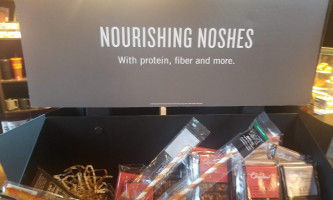 NOURISHING NOSHES
With protein, fiber and more.